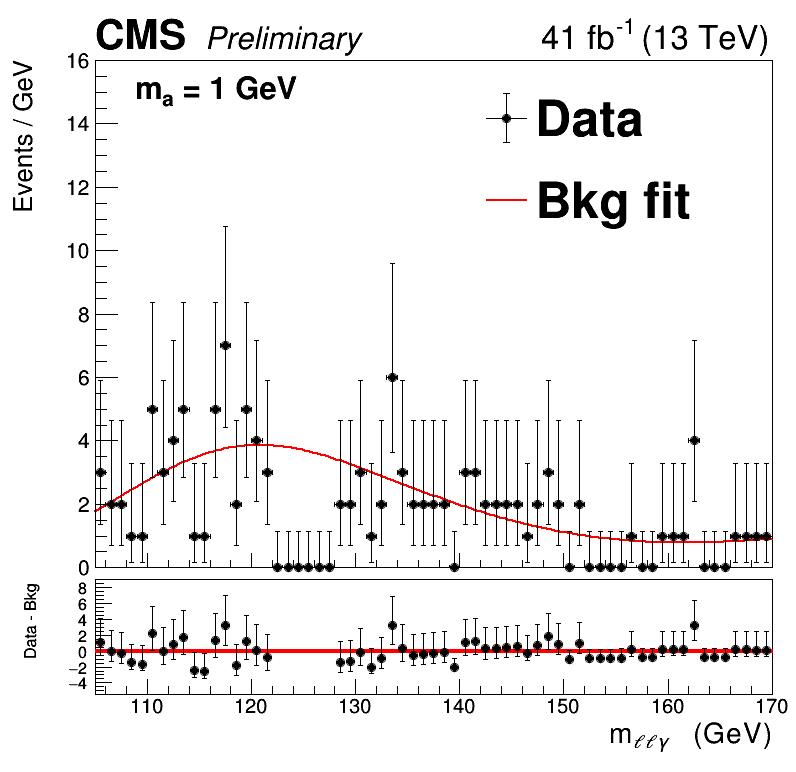 CMS Preliminary 41 fb-1 (13 TeV)
Events / GeV
16
14
12
10
8
6
4
2
0
ma = 1 GeV
Data
Bkg fit
Data - Bkg
8
6
4
2
0
−2
−4
110 120 130 140 150 160 170
mℓℓγ (GeV)